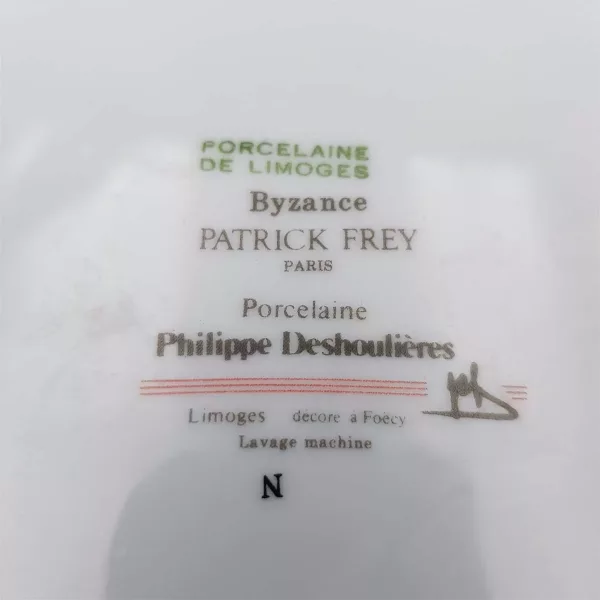 PORCELAINE
DE LIMOGES
Byzance
PATRICK FREY
PARIS
Porcelaine
Philippe Deshoulières
Limoges decore à Foëcy
Lavage machine
N